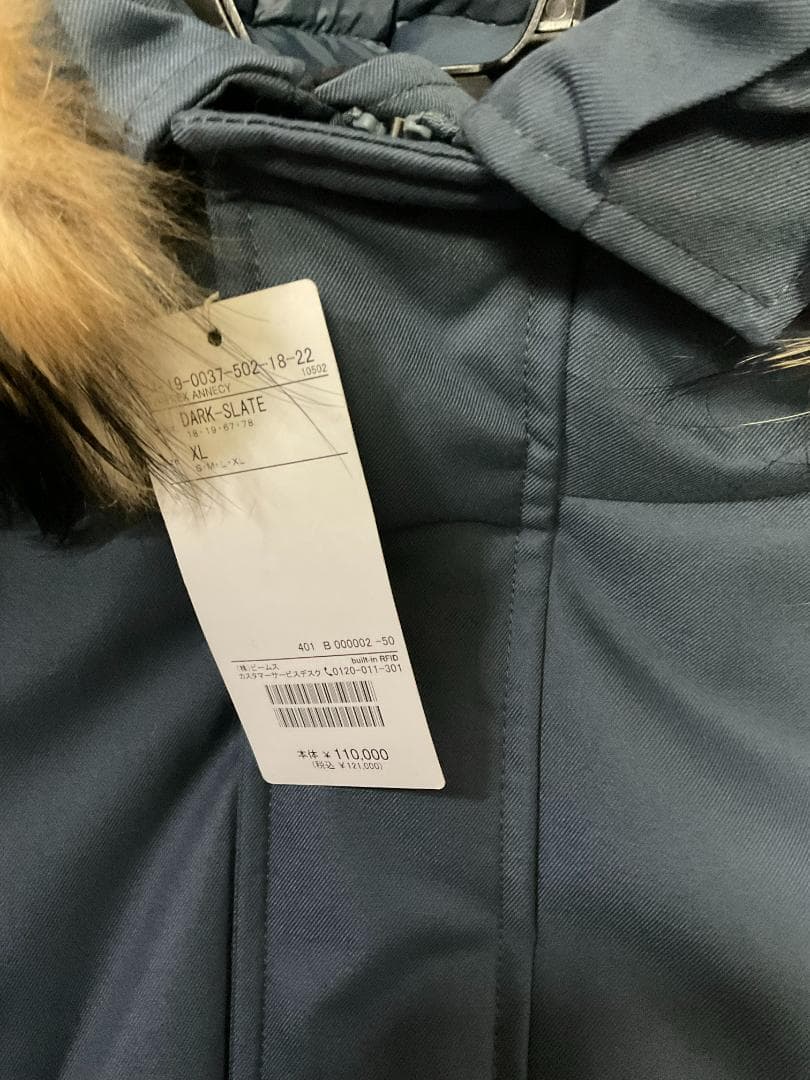 -19-0037-502-18-22
ANNECY 10502
DARK-SLATE
18・19・67・78
XL
S・M・L・XL
401 B 000002 -50
built-in RFID
(株)ビームス
カスタマーサービスデスク 0120-011-301
本体 ¥110,000
(税込 ¥121,000)